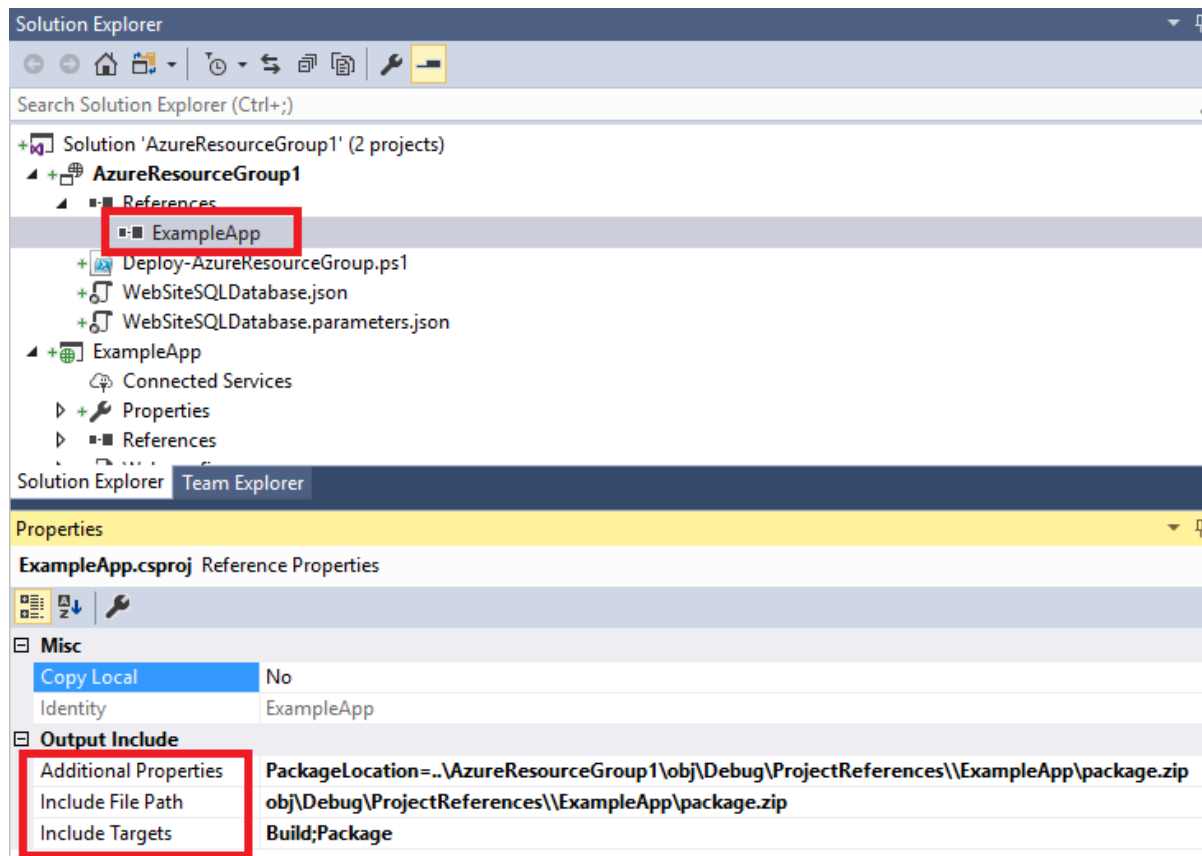 Solution Explorer
Search Solution Explorer (Ctrl+;)
Solution 'AzureResourceGroup1' (2 projects)
AzureResourceGroup1
References
ExampleApp
Deploy-AzureResourceGroup.ps1
WebSiteSQLDatabase.json
WebSiteSQLDatabase.parameters.json
ExampleApp
Connected Services
Properties
References
Solution Explorer Team Explorer
Properties
ExampleApp.csproj Reference Properties
Misc
Copy Local No
Identity ExampleApp
Output Include
Additional Properties PackageLocation=..\AzureResourceGroup1\obj\Debug\ProjectReferences\\ExampleApp\package.zip
Include File Path obj\Debug\ProjectReferences\\ExampleApp\package.zip
Include Targets Build;Package